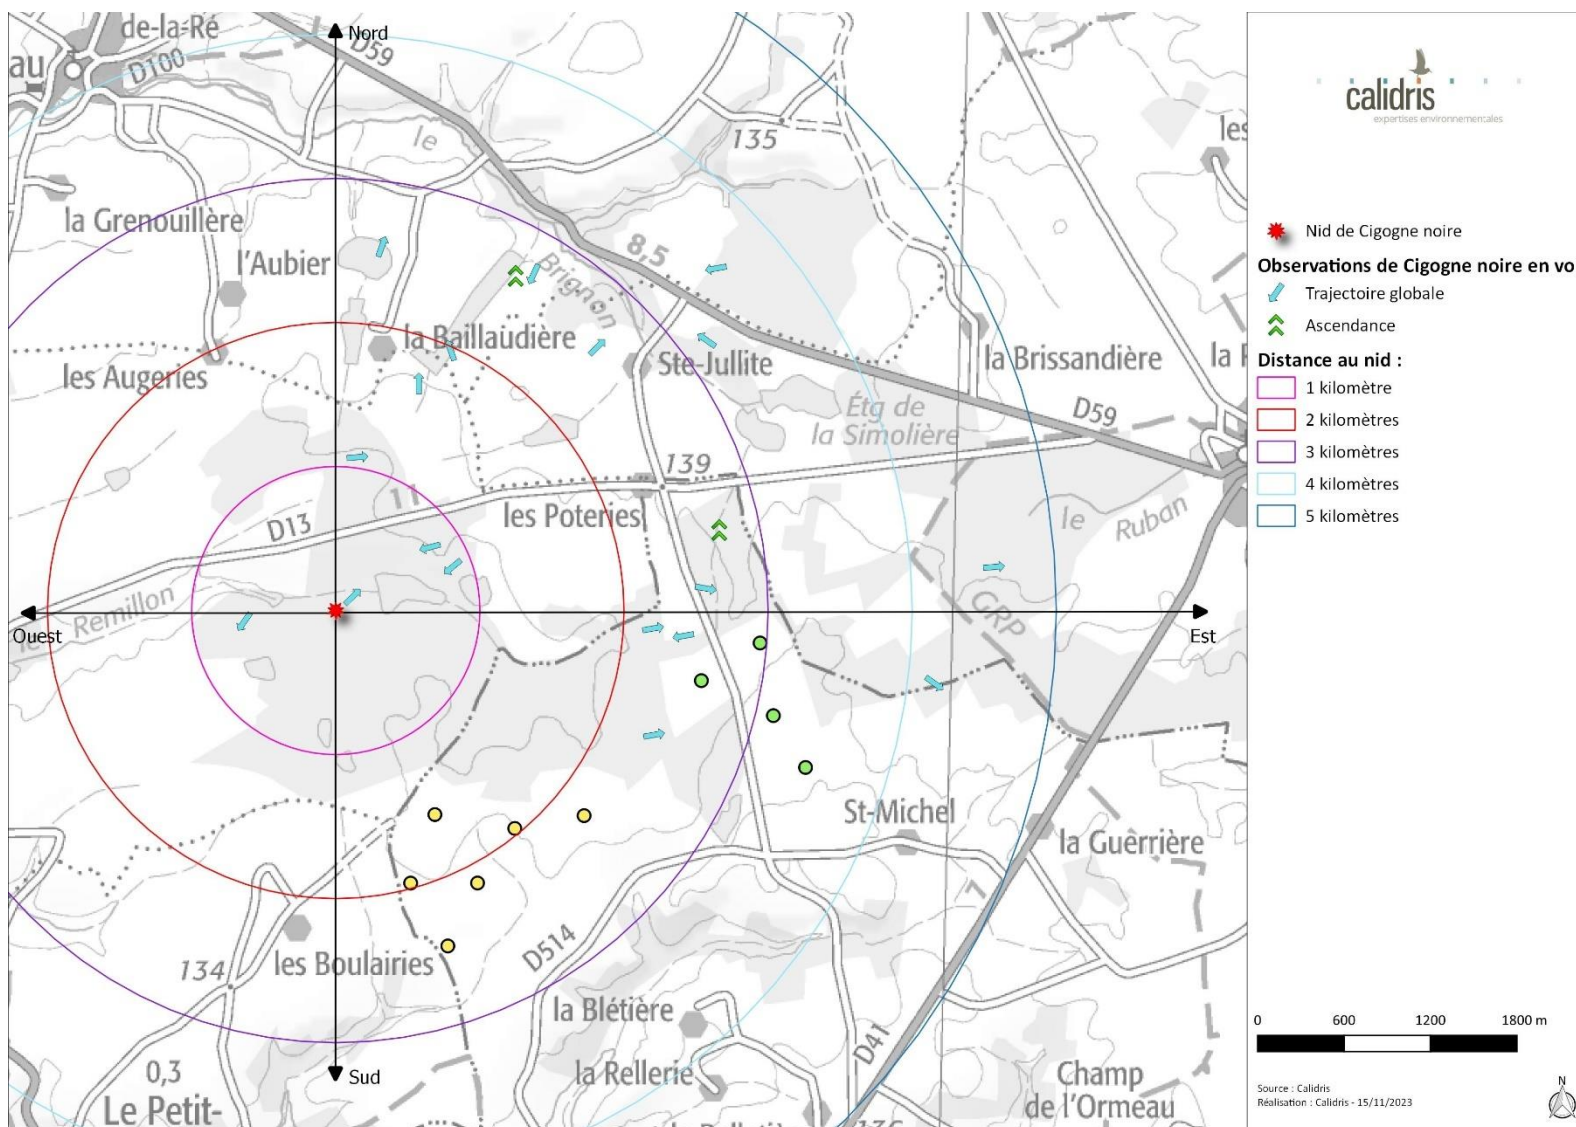 de-la-Ré
Nord
D59
au
D100
le
135
les
la Grenouillère
l'Aubier
8,5
Brignon
la Baillaudière
Ste-Jullite
la Brissandière
les Augeries
Étg de
la Simolière
D59
139
11
D13
les Poteries
le
Ruban
le Remillon
GRP
Ouest
Est
St-Michel
la Guèrrière
7
D514
les Boulairies
134
la Blétière
D41
la Rellerie
Champ
de l'Ormeau
0,3
Sud
Le Petit-
calidris
expertises environnementales
Nid de Cigogne noire
Observations de Cigogne noire en vo
Trajectoire globale
Ascendance
Distance au nid :
1 kilomètre
2 kilomètres
3 kilomètres
4 kilomètres
5 kilomètres
0 600 1200 1800 m
Source : Calidris
Réalisation : Calidris - 15/11/2023
N